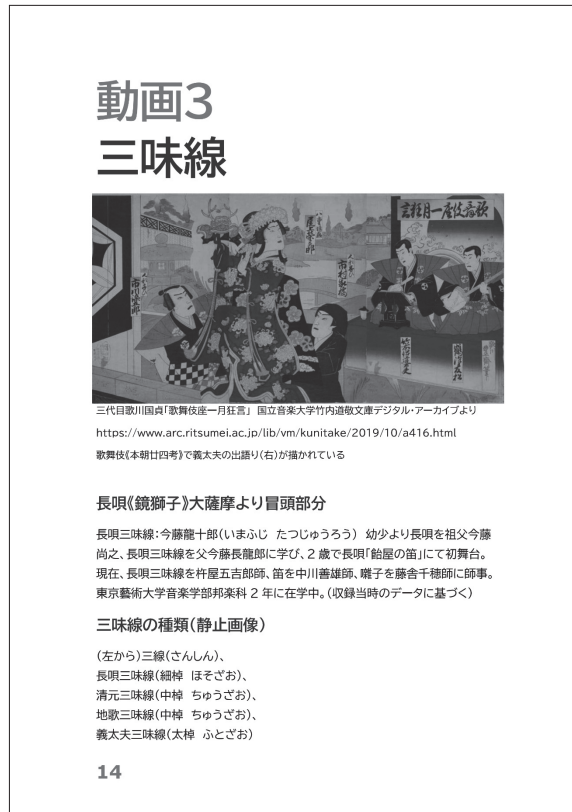 動画3
三味線
歌舞伎座一月狂言
三代目歌川国貞「歌舞伎座一月狂言」 国立音楽大学竹内道敬文庫デジタル・アーカイブより
https://www.arc.ritsumei.ac.jp/lib/vm/kunitake/2019/10/a416.html
歌舞伎《本朝廿四考》で義太夫の出語り(右)が描かれている
長唄《鏡獅子》大薩摩より冒頭部分
長唄三味線:今藤龍十郎(いまふじ たつじゅうろう) 幼少より長唄を祖父今藤
尚之、長唄三味線を父今藤長龍郎に学び、2歳で長唄「飴屋の笛」にて初舞台。
現在、長唄三味線を杵屋五吉郎師、笛を中川善雄師、囃子を藤舎千穂師に師事。
東京藝術大学音楽学部邦楽科 2 年に在学中。(収録当時のデータに基づく)
三味線の種類(静止画像)
(左から)三線(さんしん)、
長唄三味線(細棹 ほそざお)、
清元三味線(中棹 ちゅうざお)、
地歌三味線(中棹 ちゅうざお)、
義太夫三味線(太棹 ふとざお)
14